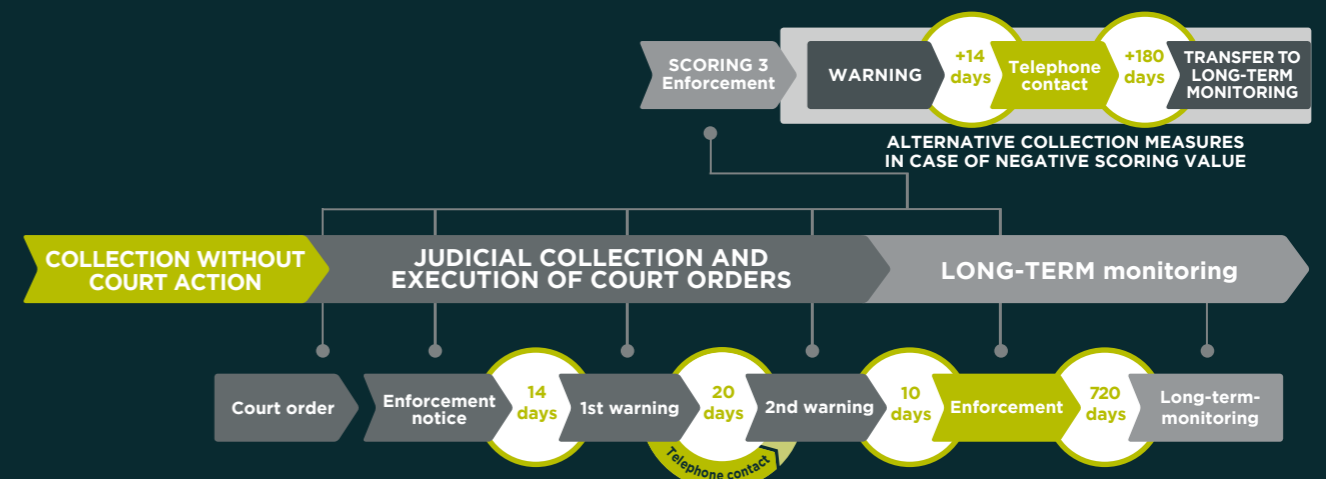 SCORING 3
Enforcement
WARNING
+14
days
Telephone
contact
+180
days
TRANSFER TO
LONG-TERM
MONITORING
ALTERNATIVE COLLECTION MEASURES
IN CASE OF NEGATIVE SCORING VALUE
COLLECTION WITHOUT
COURT ACTION
JUDICIAL COLLECTION AND
EXECUTION OF COURT ORDERS
LONG-TERM monitoring
Court order
Enforcement
notice
14
days
1st warning
20
days
Telephone contact
2nd warning
10
days
Enforcement
720
days
Long-term-
monitoring